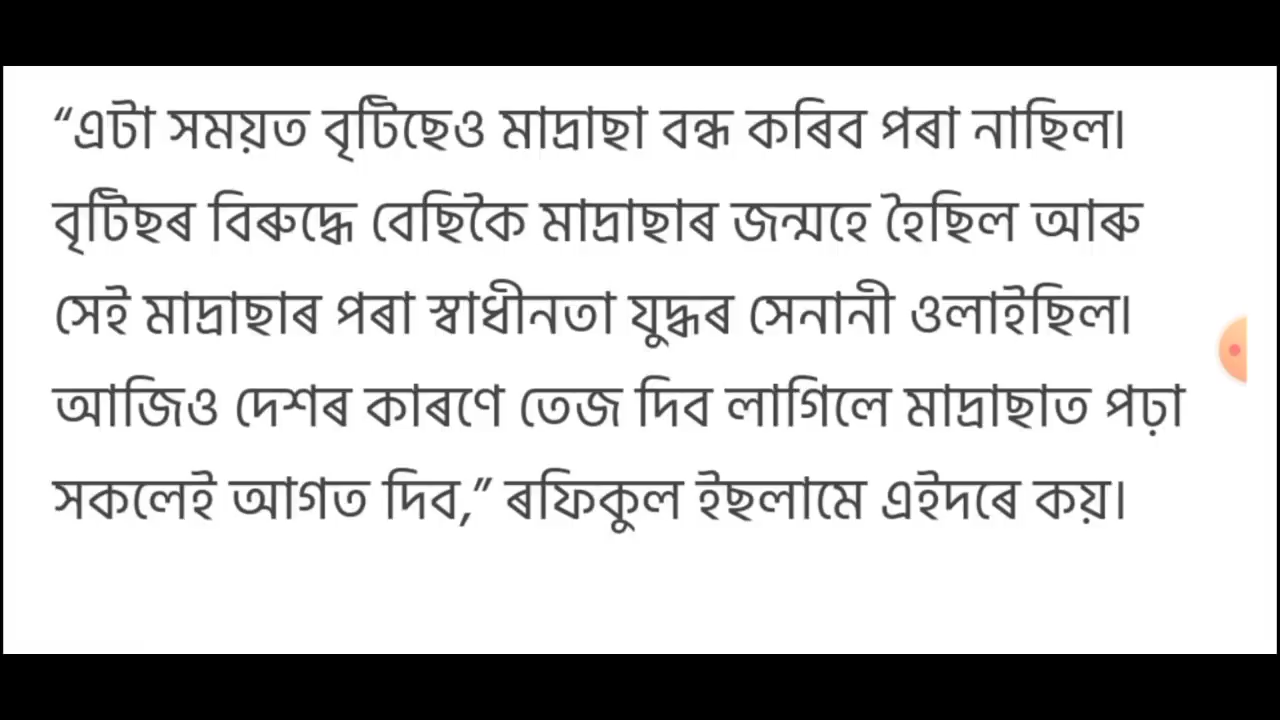 “এটা সময়ত বৃটিছেও মাদ্ৰাছা বন্ধ কৰিব পৰা নাছিল।
বৃটিছৰ বিৰুদ্ধে বেছিকৈ মাদ্ৰাছাৰ জন্মহে হৈছিল আৰু
সেই মাদ্ৰাছাৰ পৰা স্বাধীনতা যুদ্ধৰ সেনানী ওলাইছিল।
আজিও দেশৰ কাৰণে তেজ দিব লাগিলে মাদ্ৰাছাত পঢ়া
সকলেই আগত দিব,” ৰফিকুল ইছলামে এইদৰে কয়।